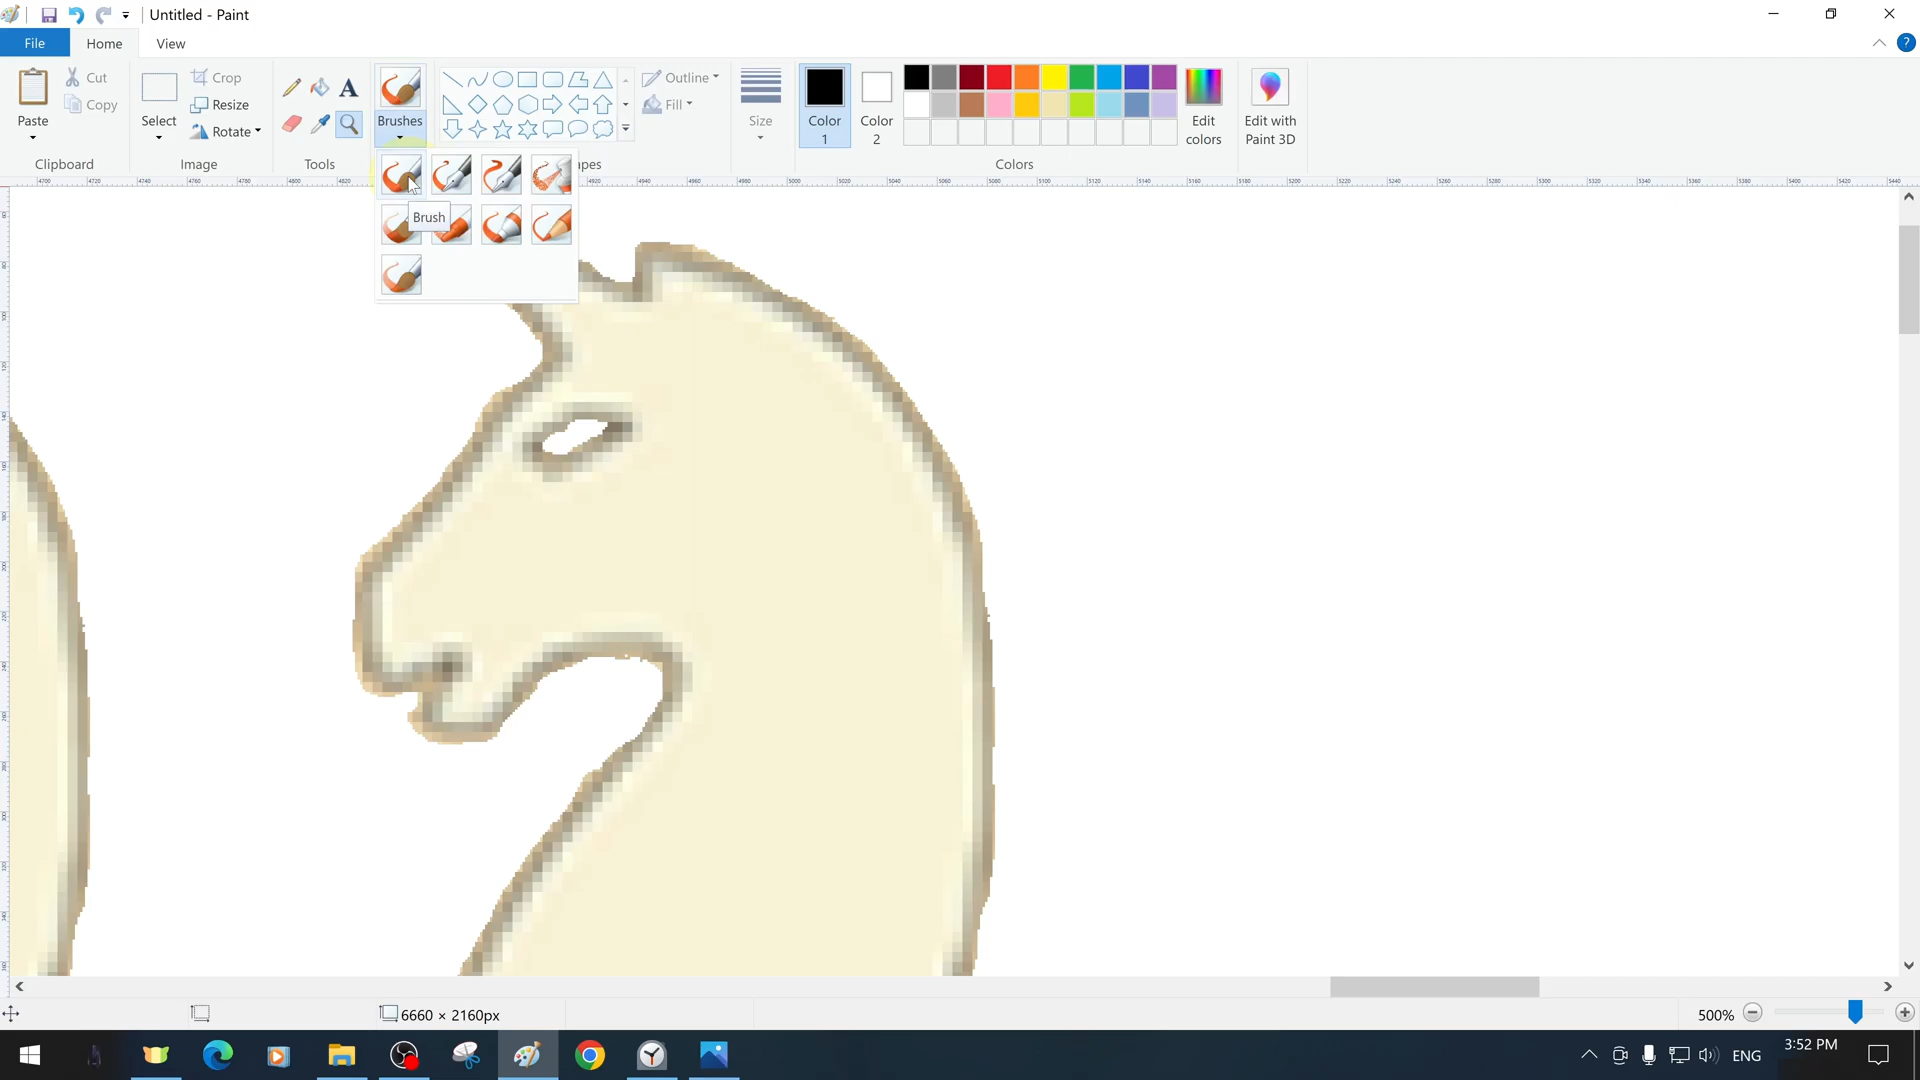 Untitled - Paint
File
Home
View
Paste
Cut
Copy
Clipboard
Select
Crop
Resize
Rotate
Image
A
Tools
Brushes
Outline
Fill
Size
Color
1
Color
2
Edit
colors
Edit with
Paint 3D
Colors
?
apes
Brush
6660 × 2160px
500%
ENG
3:52 PM